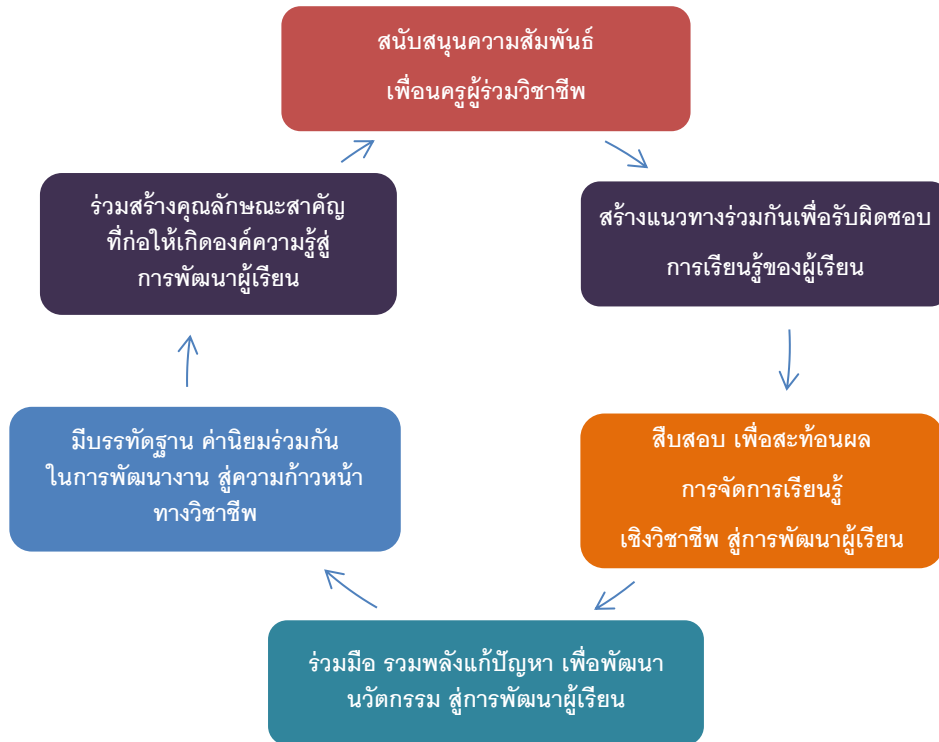 สนับสนุนความสัมพันธ์
เพื่อนครูผู้ร่วมวิชาชีพ
สร้างแนวทางร่วมกันเพื่อรับผิดชอบ
การเรียนรู้ของผู้เรียน
สืบสอบ เพื่อสะท้อนผล
การจัดการเรียนรู้
เชิงวิชาชีพ สู่การพัฒนาผู้เรียน
ร่วมมือ รวมพลังแก้ปัญหา เพื่อพัฒนา
นวัตกรรม สู่การพัฒนาผู้เรียน
มีบรรทัดฐาน ค่านิยมร่วมกัน
ในการพัฒนางาน สู่ความก้าวหน้า
ทางวิชาชีพ
ร่วมสร้างคุณลักษณะสาคัญ
ที่ก่อให้เกิดองค์ความรู้สู่
การพัฒนาผู้เรียน